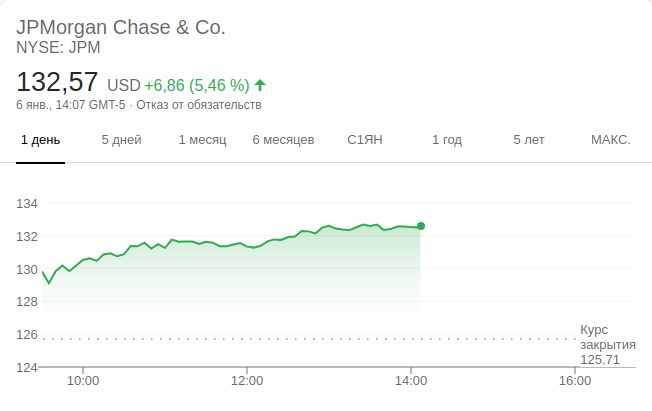 JPMorgan Chase & Co.
NYSE: JPM
132,57 USD +6,86 (5,46 %)
6 янв., 14:07 GMT-5 · Отказ от обязательств
1 день 5 дней 1 месяц 6 месяцев С1ЯН 1 год 5 лет МАКС.
134
132
130
128
126
124
Курс
закрытия
125,71
10:00 12:00 14:00 16:00